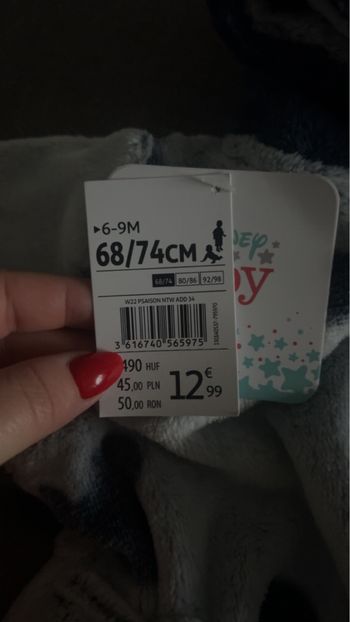 ▸6-9M
68/74CM
68/74 80/86 92/98
W22 PSAISON NTW ADD 34
3 616740 565975
490 HUF
45,00 PLN
50,00 RON
12€99